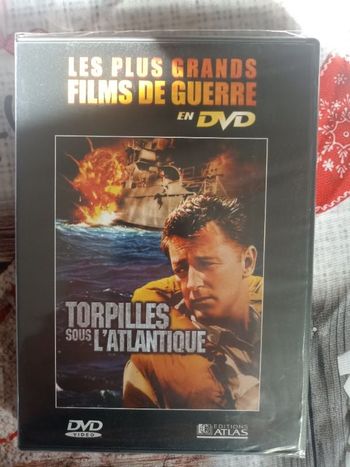 LES PLUS GRANDS
FILMS DE GUERRE
EN DVD
TORPILLES
SOUS L'ATLANTIQUE
DVD
VIDEO
EDITIONS
ATLAS